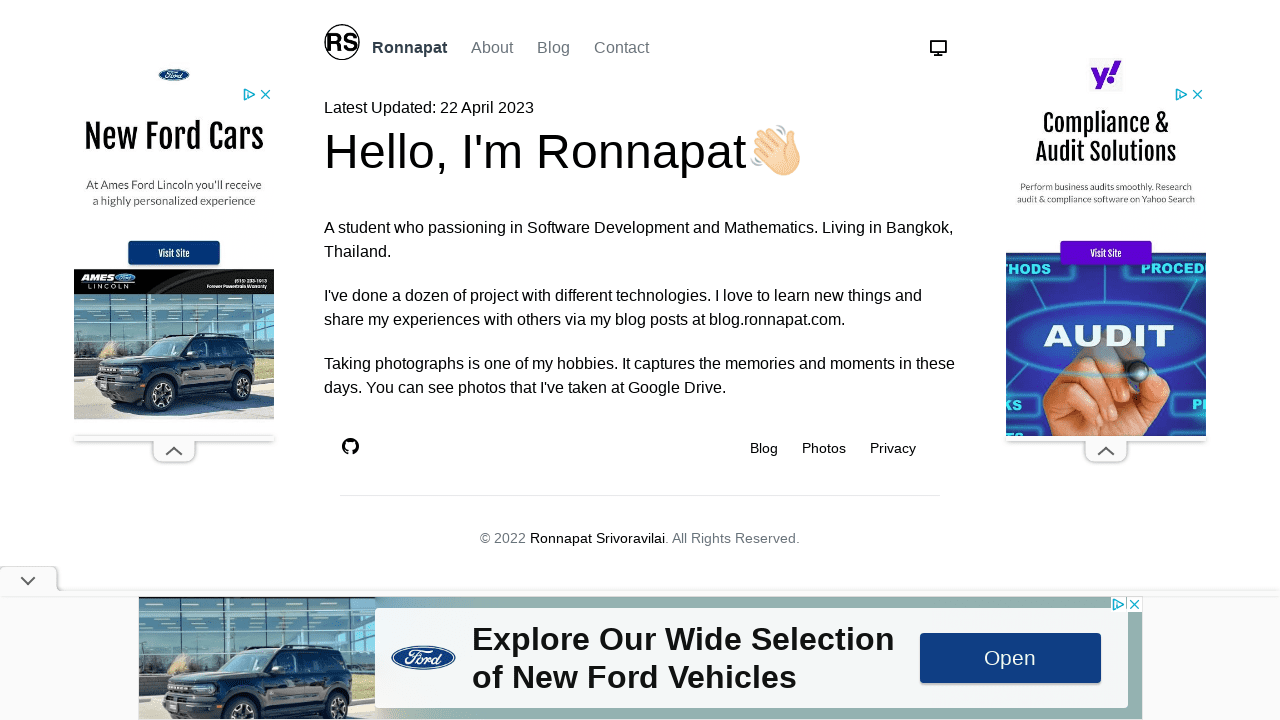 RS Ronnapat About Blog Contact
Latest Updated: 22 April 2023
Hello, I'm Ronnapat
A student who passioning in Software Development and Mathematics. Living in Bangkok,
Thailand.
I've done a dozen of project with different technologies. I love to learn new things and
share my experiences with others via my blog posts at blog.ronnapat.com.
Taking photographs is one of my hobbies. It captures the memories and moments in these
days. You can see photos that I've taken at Google Drive.
Blog Photos Privacy
© 2022 Ronnapat Srivoravilai. All Rights Reserved.
Ford
New Ford Cars
At Ames Ford Lincoln you'll receive
a highly personalized experience
Visit Site
AMES
LINCOLN
Forever Powertrain Warranty
y!
Compliance &
Audit Solutions
Perform business audits smoothly. Research
audit & compliance software on Yahoo Search
Visit Site
HODS PROCEDU
AUDIT
KS
Ford
Explore Our Wide Selection
of New Ford Vehicles
Open